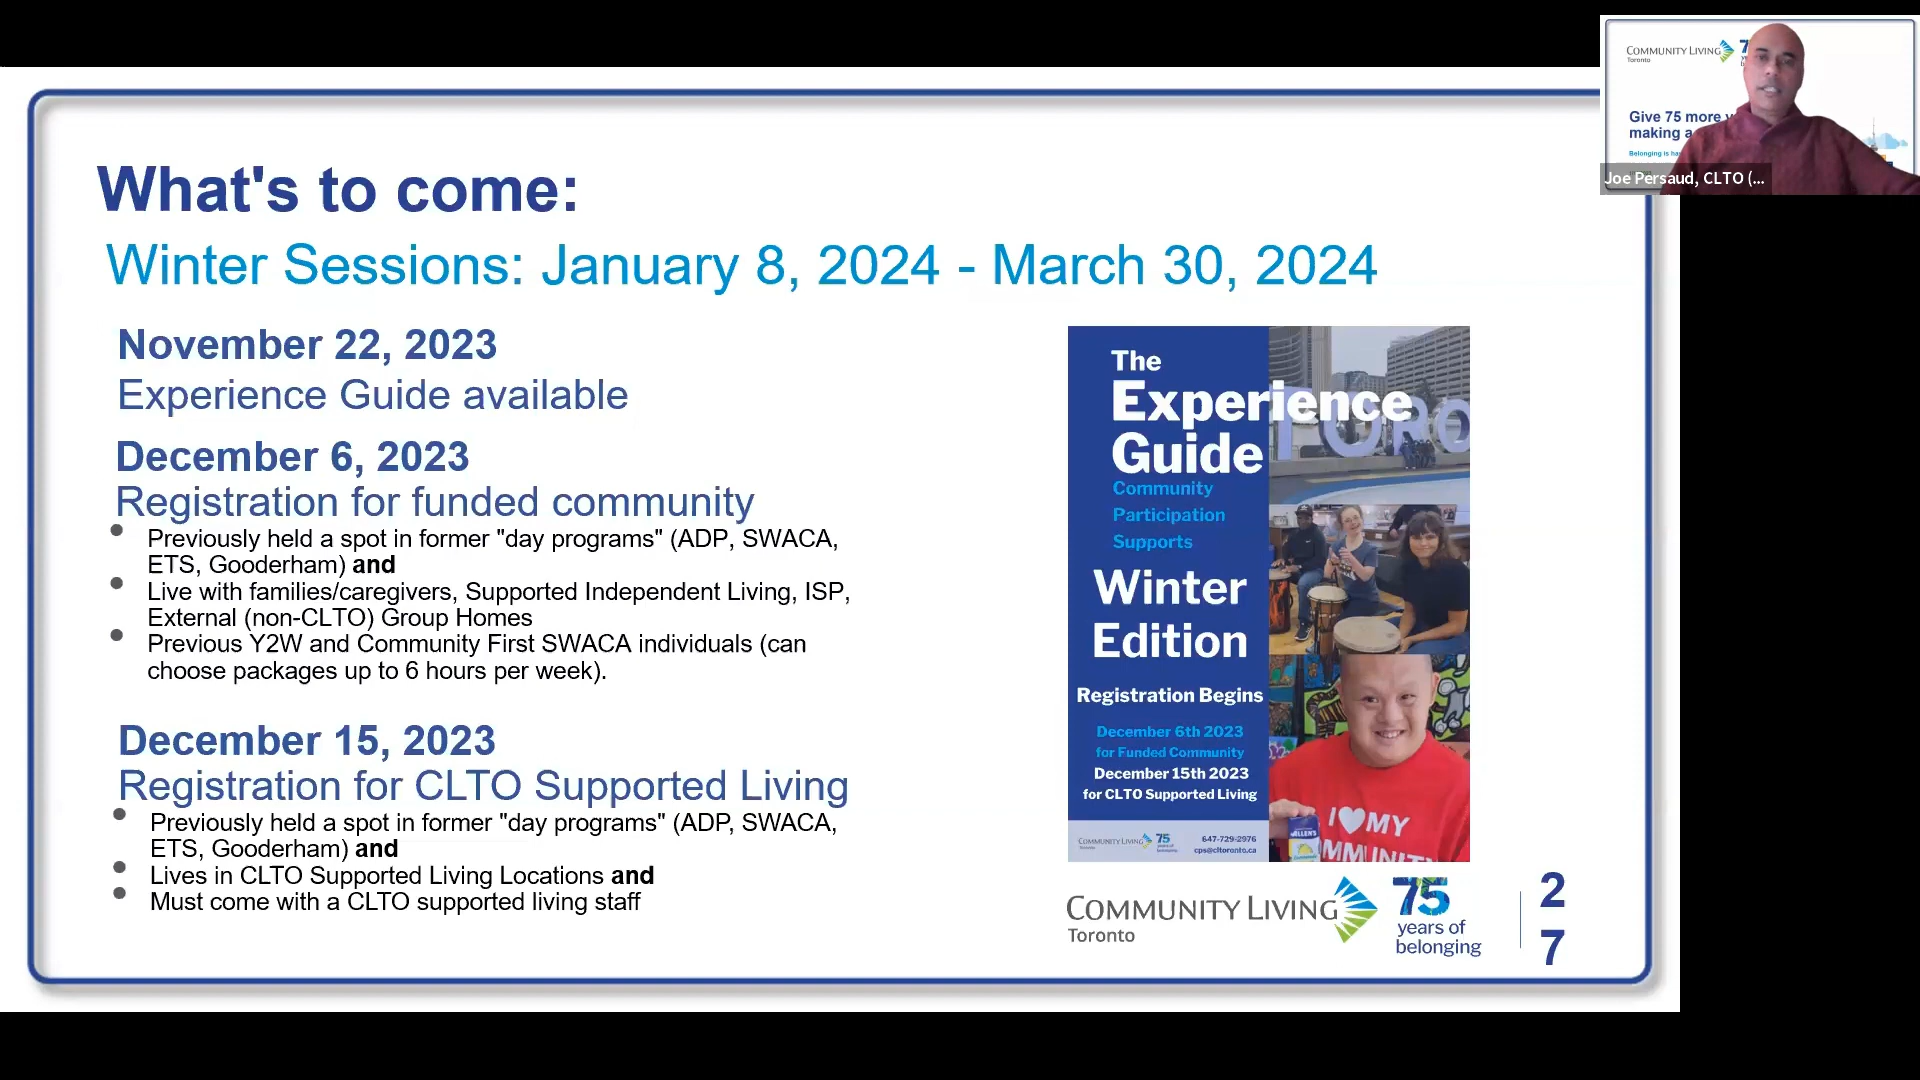 What's to come:
Winter Sessions: January 8, 2024 - March 30, 2024
November 22, 2023
Experience Guide available
December 6, 2023
Registration for funded community
Previously held a spot in former "day programs" (ADP, SWACA,
ETS, Gooderham) and
Live with families/caregivers, Supported Independent Living, ISP,
External (non-CLTO) Group Homes
Previous Y2W and Community First SWACA individuals (can
choose packages up to 6 hours per week).
December 15, 2023
Registration for CLTO Supported Living
Previously held a spot in former "day programs" (ADP, SWACA,
ETS, Gooderham) and
Lives in CLTO Supported Living Locations and
Must come with a CLTO supported living staff
The
Experience
Guide
Community
Participation
Supports
Winter
Edition
Registration Begins
December 6th 2023
for Funded Community
December 15th 2023
for CLTO Supported Living
COMMUNITY LIVING
75
647-729-2976
cps@cltoronto.ca
TORO
I MY
COMMUNITY LIVING
Toronto
75
years of
belonging
2
7
COMMUNITY LIVING
Toronto
7
Give 75 more
making a
Belonging is
Joe Persaud, CLTO (...